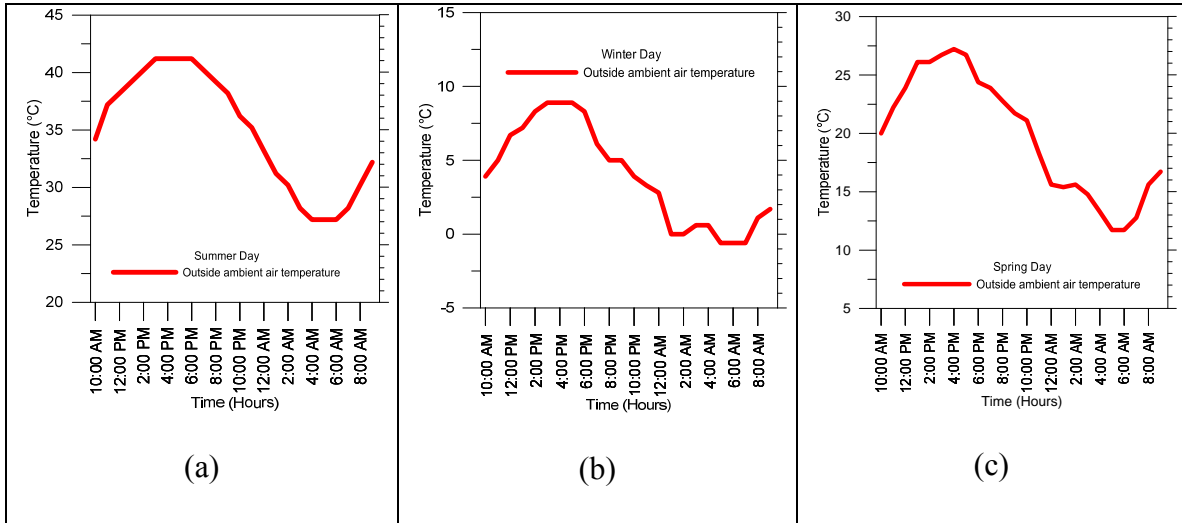 45
40
35
30
25
20
Temperature (°C)
Summer Day
Outside ambient air temperature
10:00 AM
12:00 PM
2:00 PM
4:00 PM
6:00 PM
8:00 PM
10:00 PM
12:00 AM
2:00 AM
4:00 AM
6:00 AM
8:00 AM
Time (Hours)
(a)
15
10
5
0
-5
Temperature (°C)
Winter Day
Outside ambient air temperature
10:00 AM
12:00 PM
2:00 PM
4:00 PM
6:00 PM
8:00 PM
10:00 PM
12:00 AM
2:00 AM
4:00 AM
6:00 AM
8:00 AM
Time (Hours)
(b)
30
25
20
15
10
5
Temperature (°C)
Spring Day
Outside ambient air temperature
10:00 AM
12:00 PM
2:00 PM
4:00 PM
6:00 PM
8:00 PM
10:00 PM
12:00 AM
2:00 AM
4:00 AM
6:00 AM
8:00 AM
Time (Hours)
(c)